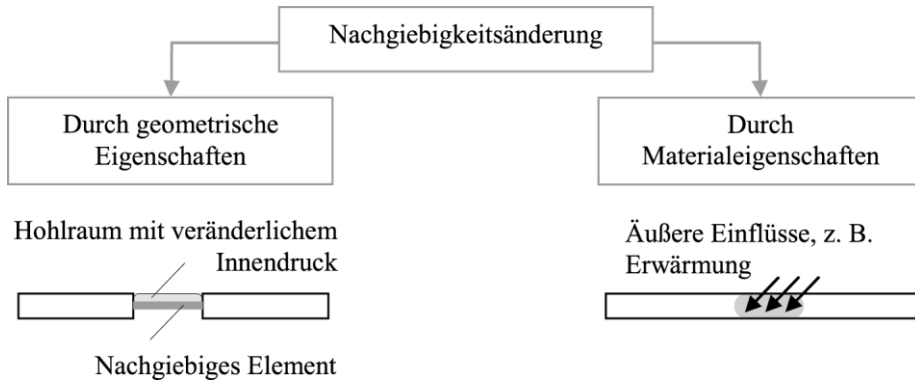 Nachgiebigkeitsänderung
Durch geometrische
Eigenschaften
Durch
Materialeigenschaften
Hohlraum mit veränderlichem
Innendruck
Nachgiebiges Element
Äußere Einflüsse, z. B.
Erwärmung